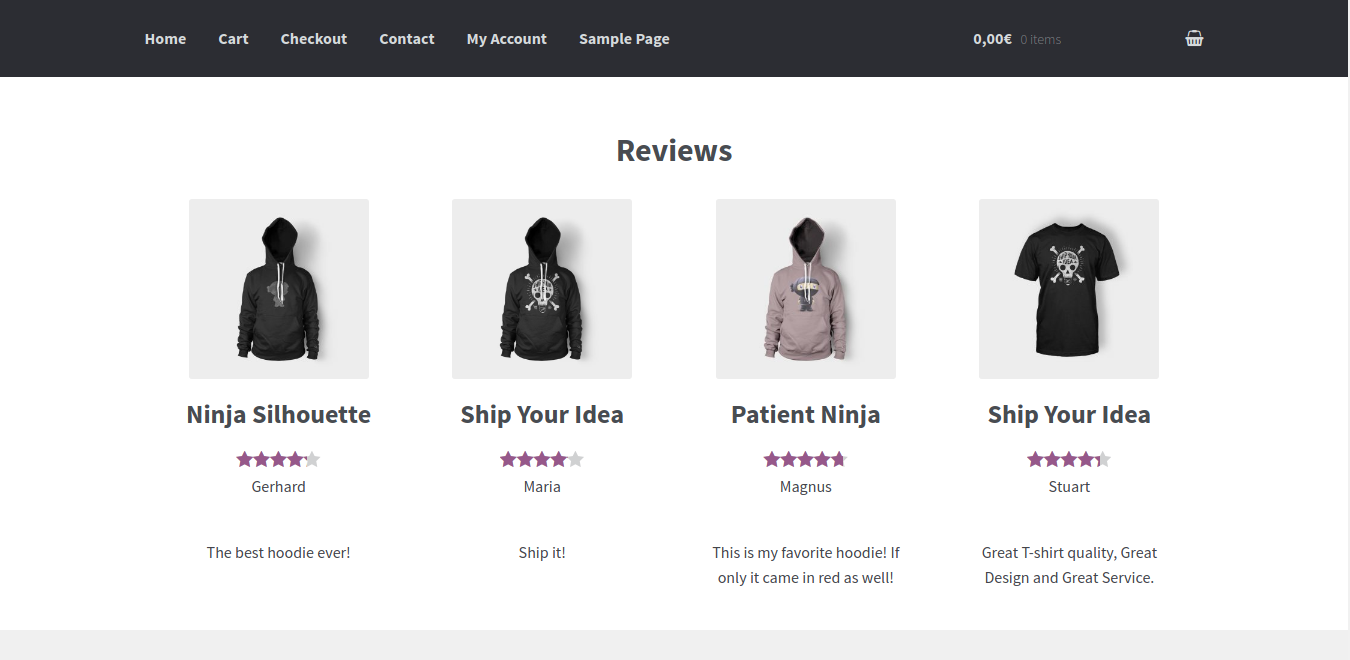 Home Cart Checkout Contact My Account Sample Page 0,00€ 0 items
Reviews
Ninja Silhouette
Gerhard
The best hoodie ever!
Ship Your Idea
Maria
Ship it!
Patient Ninja
Magnus
This is my favorite hoodie! If
only it came in red as well!
Ship Your Idea
Stuart
Great T-shirt quality, Great
Design and Great Service.